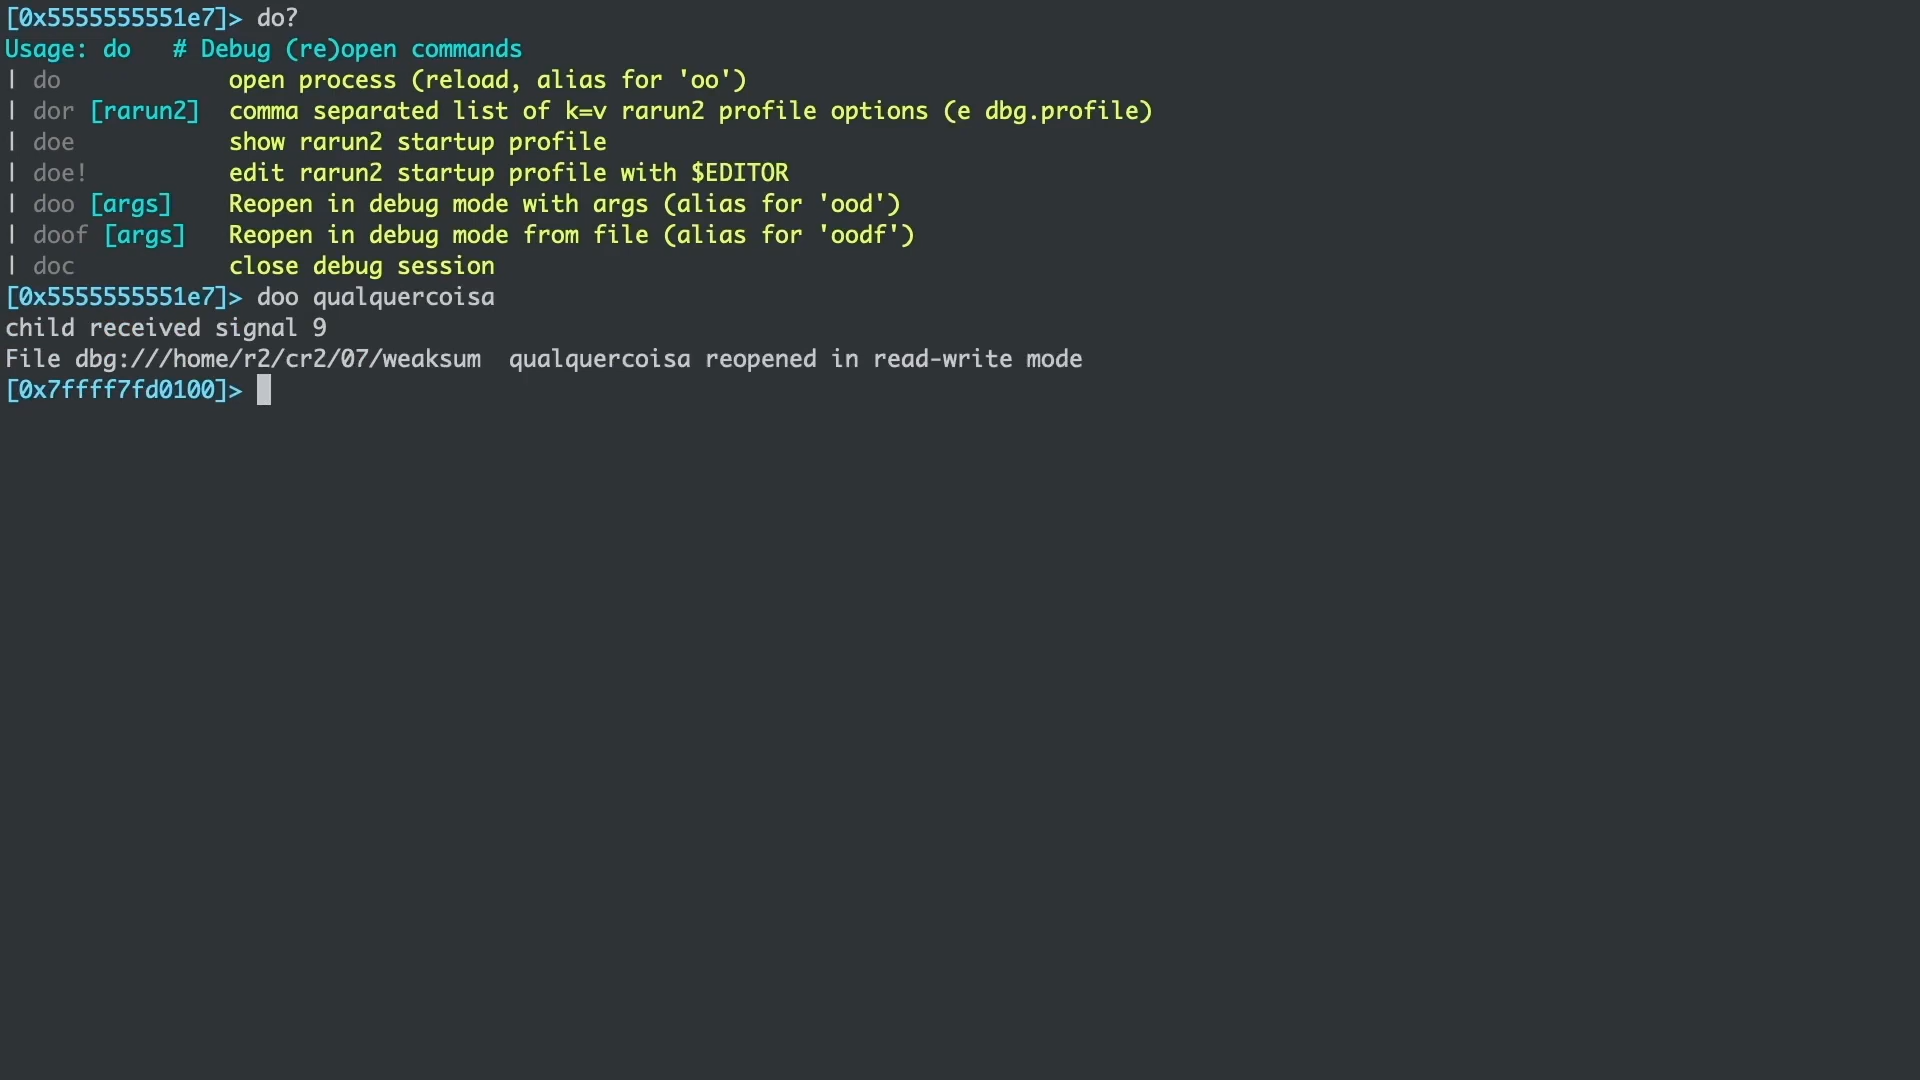 [0x5555555551e7]> do?
Usage: do   # Debug (re)open commands
| do            open process (reload, alias for 'oo')
| dor [rarun2]  comma separated list of k=v rarun2 profile options (e dbg.profile)
| doe           show rarun2 startup profile
| doe!          edit rarun2 startup profile with $EDITOR
| doo [args]    Reopen in debug mode with args (alias for 'ood')
| doof [args]   Reopen in debug mode from file (alias for 'oodf')
| doc           close debug session
[0x5555555551e7]> doo qualquercoisa
child received signal 9
File dbg:///home/r2/cr2/07/weaksum  qualquercoisa reopened in read-write mode
[0x7ffff7fd0100]>